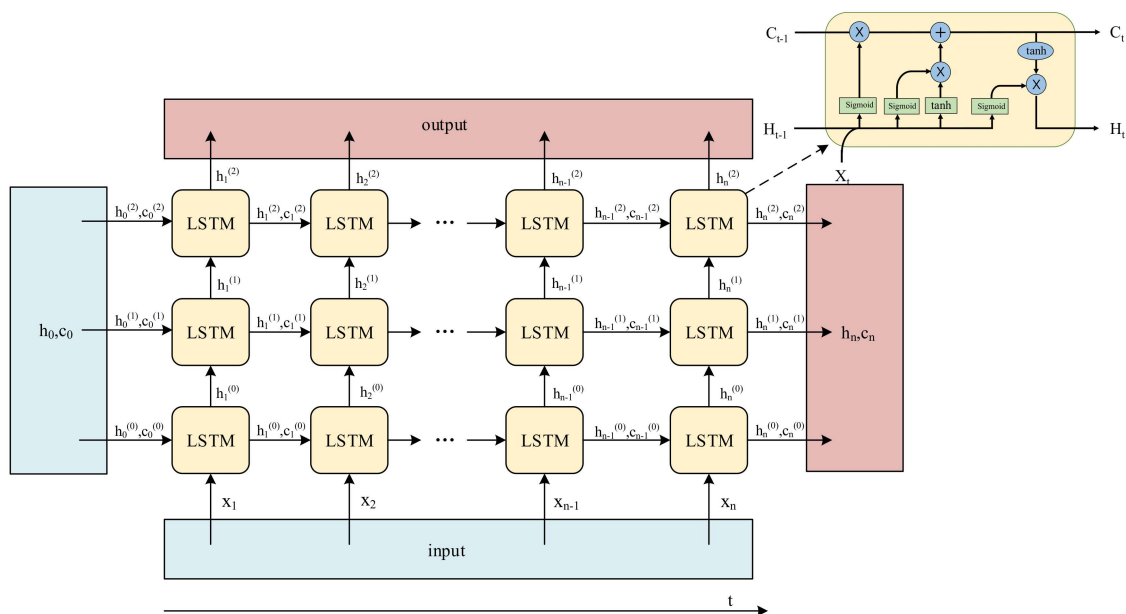 C_{t-1} X + C_t
tanh
X X
Sigmoid Sigmoid tanh Sigmoid
H_{t-1} H_t
X_t
output
h_1^{(2)} h_2^{(2)} h_{n-1}^{(2)} h_n^{(2)}
h_0^{(2)},c_0^{(2)} LSTM h_1^{(2)},c_1^{(2)} LSTM ... LSTM h_{n-1}^{(2)},c_{n-1}^{(2)} LSTM h_n^{(2)},c_n^{(2)}
h_1^{(1)} h_2^{(1)} h_{n-1}^{(1)} h_n^{(1)}
h_0,c_0 h_0^{(1)},c_0^{(1)} LSTM h_1^{(1)},c_1^{(1)} LSTM ... LSTM h_{n-1}^{(1)},c_{n-1}^{(1)} LSTM h_n^{(1)},c_n^{(1)} h_n,c_n
h_1^{(0)} h_2^{(0)} h_{n-1}^{(0)} h_n^{(0)}
h_0^{(0)},c_0^{(0)} LSTM h_1^{(0)},c_1^{(0)} LSTM ... LSTM h_{n-1}^{(0)},c_{n-1}^{(0)} LSTM h_n^{(0)},c_n^{(0)}
x_1 x_2 x_{n-1} x_n
input
t